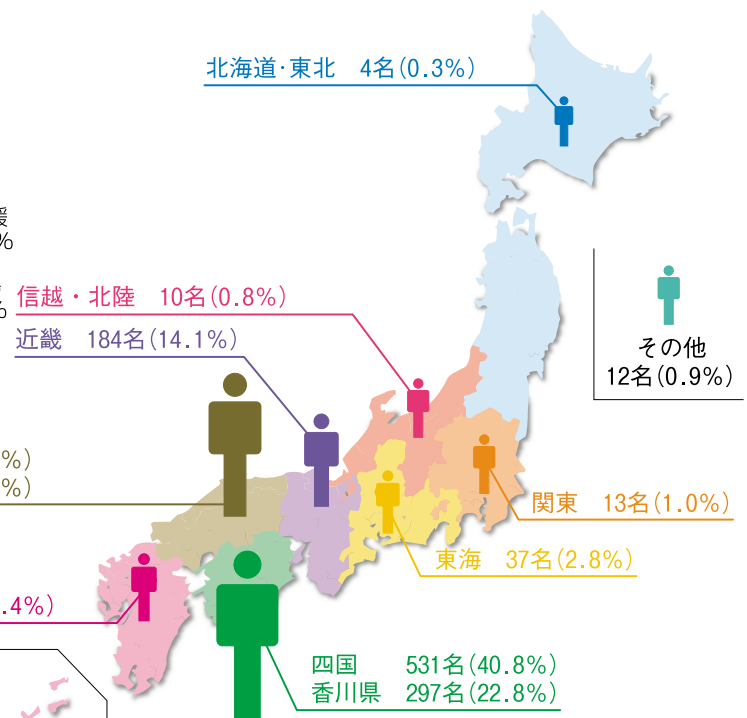 北海道・東北 4名(0.3%)
%
%
信越・北陸 10名(0.8%)
近畿 184名(14.1%)
その他
12名(0.9%)
%)
%)
関東 13名(1.0%)
東海 37名(2.8%)
.4%)
四国 531名(40.8%)
香川県 297名(22.8%)